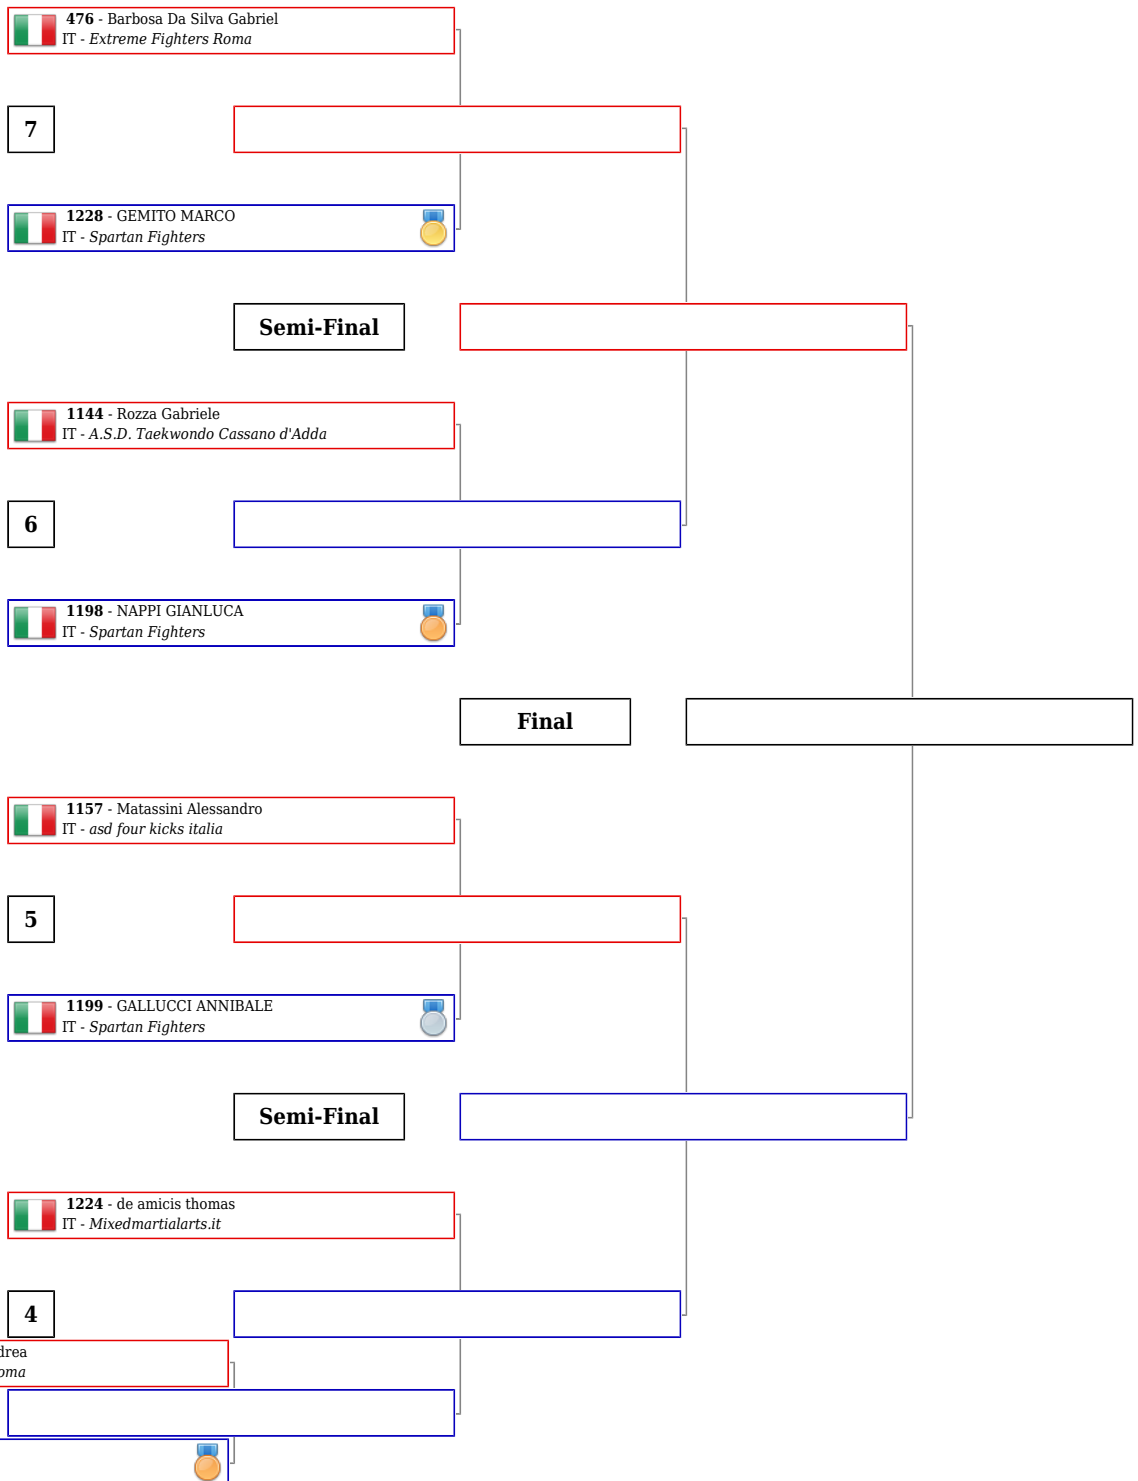 476 - Barbosa Da Silva Gabriel
IT - Extreme Fighters Roma
7
1228 - GEMITO MARCO
IT - Spartan Fighters
Semi-Final
1144 - Rozza Gabriele
IT - A.S.D. Taekwondo Cassano d'Adda
6
1198 - NAPPI GIANLUCA
IT - Spartan Fighters
Final
1157 - Matassini Alessandro
IT - asd four kicks italia
5
1199 - GALLUCCI ANNIBALE
IT - Spartan Fighters
Semi-Final
1224 - de amicis thomas
IT - Mixedmartialarts.it
4
drea
oma